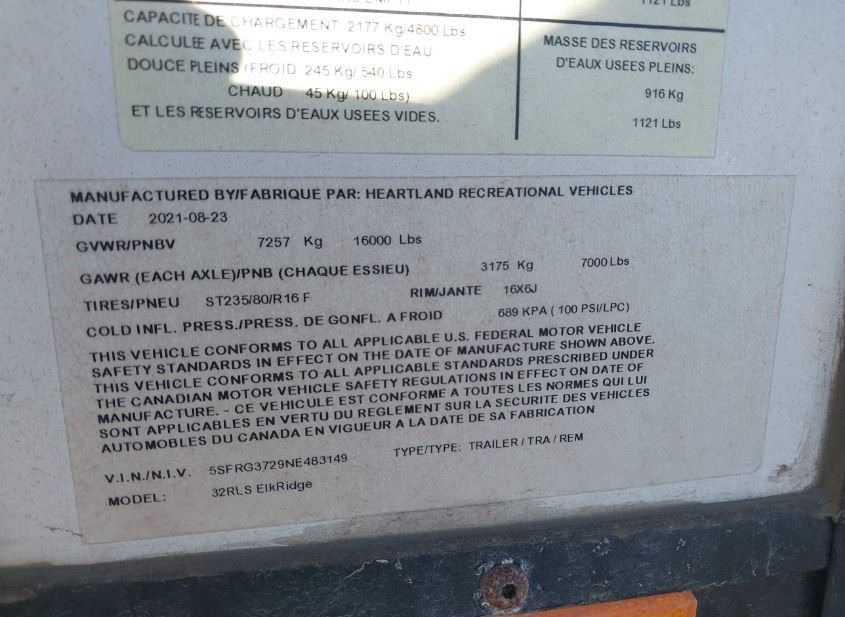 1121 Lbs
CAPACITE DE CHARGEMENT 2177 Kg/4800 Lbs
CALCULEE AVEC LES RESERVOIRS D'EAU
DOUCE PLEINS /FROID 245 Kg/ 540 Lbs
CHAUD 45 Kg/ 100 Lbs)
ET LES RESERVOIRS D'EAUX USEES VIDES.
MASSE DES RESERVOIRS
D'EAUX USEES PLEINS:
916 Kg
1121 Lbs
MANUFACTURED BY/FABRIQUE PAR: HEARTLAND RECREATIONAL VEHICLES
DATE 2021-08-23
GVWR/PNBV 7257 Kg 16000 Lbs
GAWR (EACH AXLE)/PNB (CHAQUE ESSIEU) 3175 Kg 7000 Lbs
TIRES/PNEU ST235/80/R16 F RIM/JANTE 16X6J
COLD INFL. PRESS./PRESS. DE GONFL. A FROID 689 KPA ( 100 PSI/LPC)
THIS VEHICLE CONFORMS TO ALL APPLICABLE U.S. FEDERAL MOTOR VEHICLE
SAFETY STANDARDS IN EFFECT ON THE DATE OF MANUFACTURE SHOWN ABOVE.
THIS VEHICLE CONFORMS TO ALL APPLICABLE STANDARDS PRESCRIBED UNDER
THE CANADIAN MOTOR VEHICLE SAFETY REGULATIONS IN EFFECT ON DATE OF
MANUFACTURE. - CE VEHICULE EST CONFORME A TOUTES LES NORMES QUI LUI
SONT APPLICABLES EN VERTU DU REGLEMENT SUR LA SECURITE DES VEHICLES
AUTOMOBLES DU CANADA EN VIGUEUR A LA DATE DE SA FABRICATION
V.I.N./N.I.V. 5SFRG3729NE483149 TYPE/TYPE: TRAILER / TRA / REM
MODEL: 32RLS ElkRidge